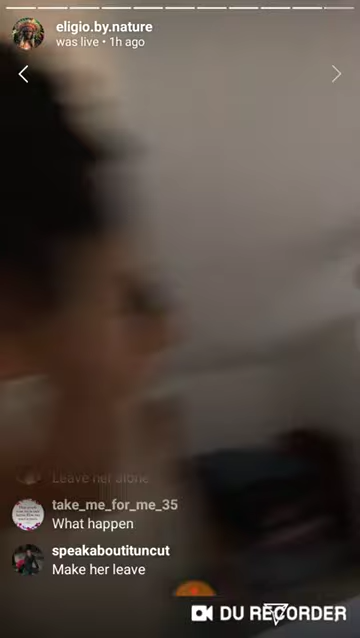 eligio.by.nature
was live • 1h ago
Leave her alone
take_me_for_me_35
What happen
speakaboutituncut
Make her leave
DU RECORDER